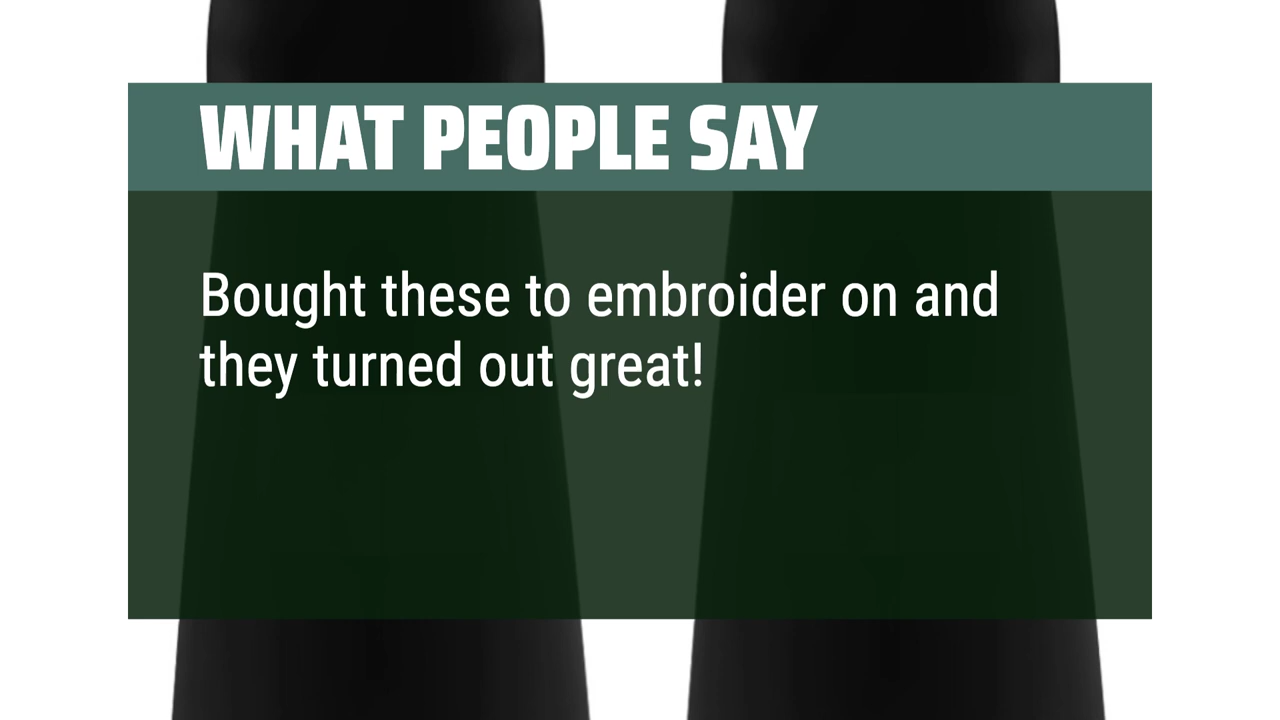 WHAT PEOPLE SAY
Bought these to embroider on and
they turned out great!